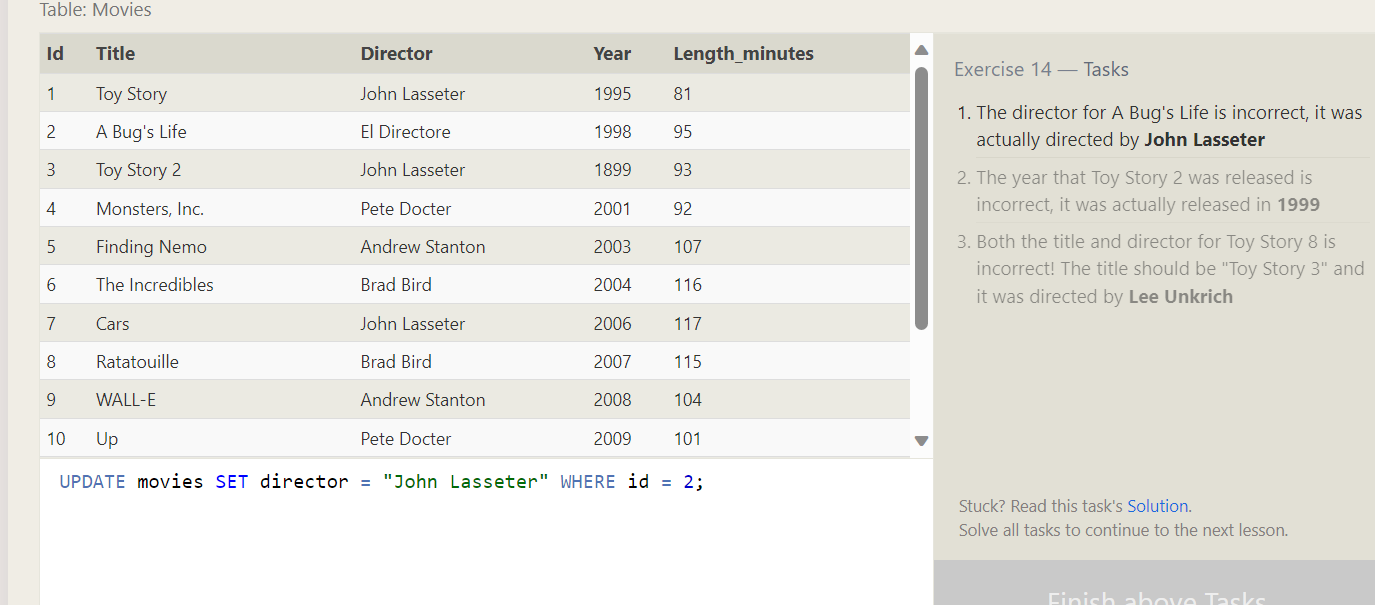 Table: Movies
Id Title Director Year Length_minutes
1 Toy Story John Lasseter 1995 81
2 A Bug's Life El Directore 1998 95
3 Toy Story 2 John Lasseter 1899 93
4 Monsters, Inc. Pete Docter 2001 92
5 Finding Nemo Andrew Stanton 2003 107
6 The Incredibles Brad Bird 2004 116
7 Cars John Lasseter 2006 117
8 Ratatouille Brad Bird 2007 115
9 WALL-E Andrew Stanton 2008 104
10 Up Pete Docter 2009 101
UPDATE movies SET director = "John Lasseter" WHERE id = 2;
Exercise 14 — Tasks
1. The director for A Bug's Life is incorrect, it was
actually directed by John Lasseter
2. The year that Toy Story 2 was released is
incorrect, it was actually released in 1999
3. Both the title and director for Toy Story 8 is
incorrect! The title should be "Toy Story 3" and
it was directed by Lee Unkrich
Stuck? Read this task's Solution.
Solve all tasks to continue to the next lesson.
Finish above Tasks